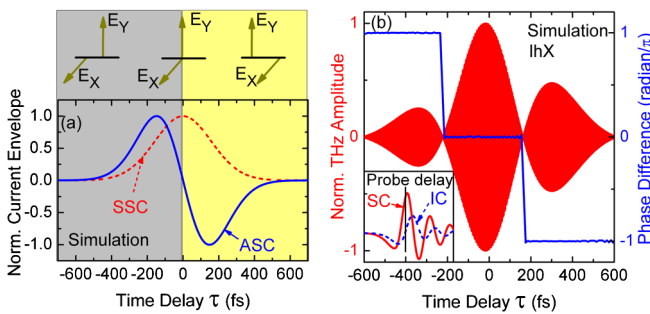 E_Y E_Y E_Y
E_X E_X E_X
(a)
Norm. Current Envelope
1.0
0.5
0.0
-0.5
-1.0
SSC
ASC
Simulation
-600 -400 -200 0 200 400 600
Time Delay τ (fs)
(b)
Simulation
IhX
Norm. THz Amplitude
1
0
-1
Phase Difference (radian/π)
1
0
-1
Probe delay
SC
IC
-600 -400 -200 0 200 400 600
Time Delay τ (fs)